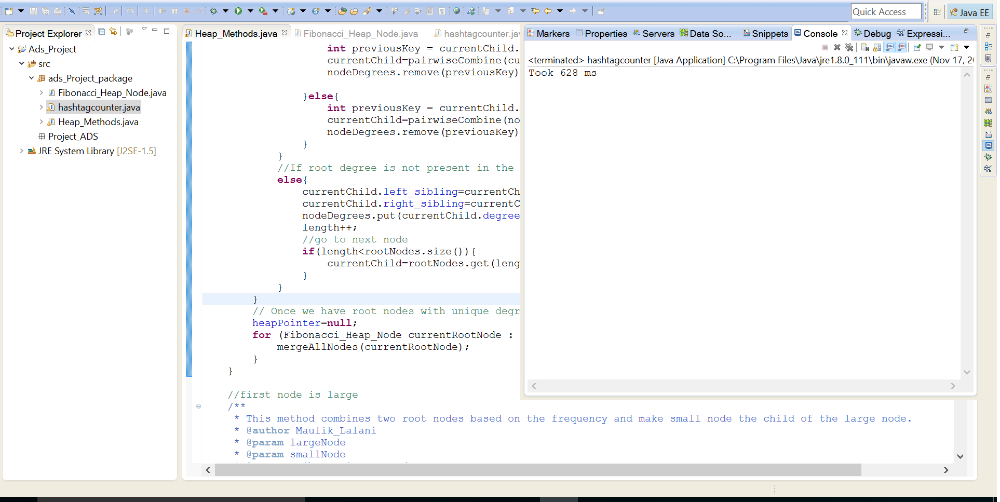 Quick Access
Java EE
Project Explorer
Ads_Project
src
ads_Project_package
Fibonacci_Heap_Node.java
hashtagcounter.java
Heap_Methods.java
Project_ADS
JRE System Library [J2SE-1.5]
Heap_Methods.java
Fibonacci_Heap_Node.java
hashtagcounter.jav
int previousKey = currentChild.
currentChild=pairwiseCombine(cu
nodeDegrees.remove(previousKey)
}else{
int previousKey = currentChild.
currentChild=pairwiseCombine(no
nodeDegrees.remove(previousKey)
}
}
//If root degree is not present in the
else{
currentChild.left_sibling=currentCh
currentChild.right_sibling=currentC
nodeDegrees.put(currentChild.degree
length++;
//go to next node
if(length<rootNodes.size()){
currentChild=rootNodes.get(leng
}
}
}
// Once we have root nodes with unique degr
heapPointer=null;
for (Fibonacci_Heap_Node currentRootNode :
mergeAllNodes(currentRootNode);
}
}
//first node is large
/**
* This method combines two root nodes based on the frequency and make small node the child of the large node.
* @author Maulik_Lalani
* @param largeNode
* @param smallNode
Markers
Properties
Servers
Data So...
Snippets
Console
Debug
Expressi...
<terminated> hashtagcounter [Java Application] C:\Program Files\Java\jre1.8.0_111\bin\javaw.exe (Nov 17, 20
Took 628 ms